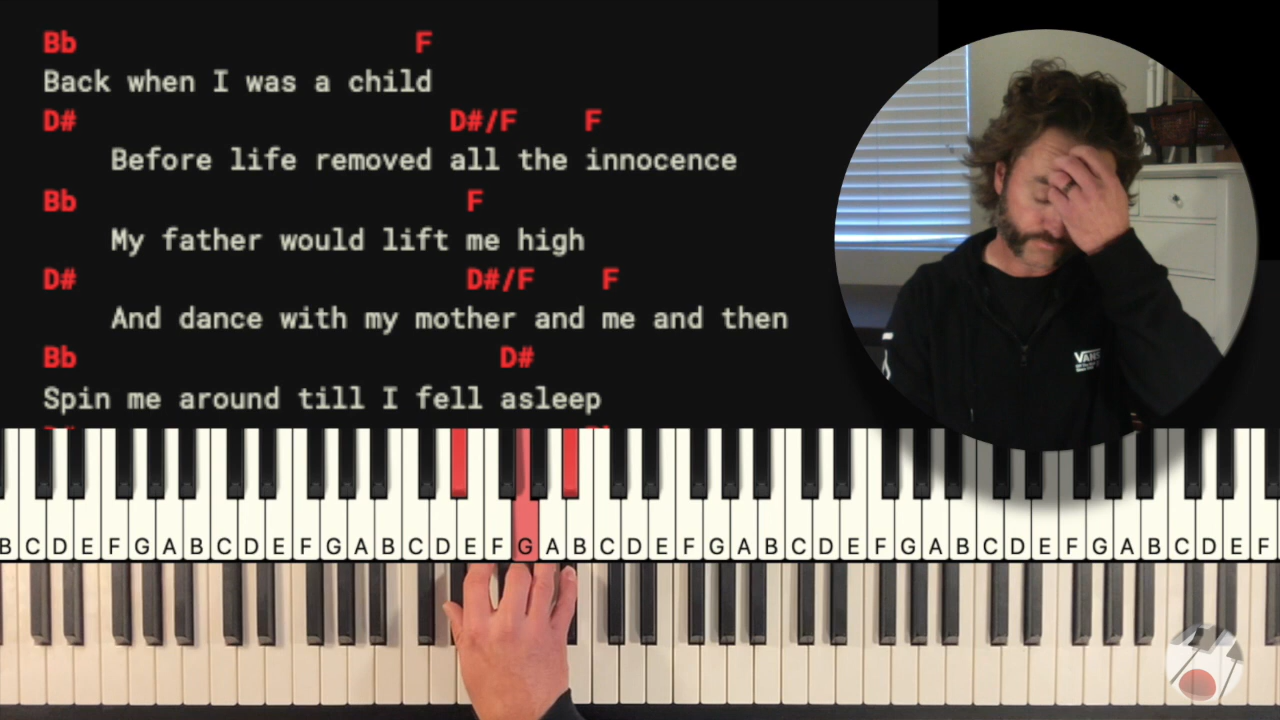 Bb F
Back when I was a child
D# D#/F F
Before life removed all the innocence
Bb F
My father would lift me high
D# D#/F F
And dance with my mother and me and then
Bb D#
Spin me around till I fell asleep
VANS
B C D E F G A B C D E F G A B C D E F G A B C D E F G A B C D E F G A B C D E F G A B C D E F